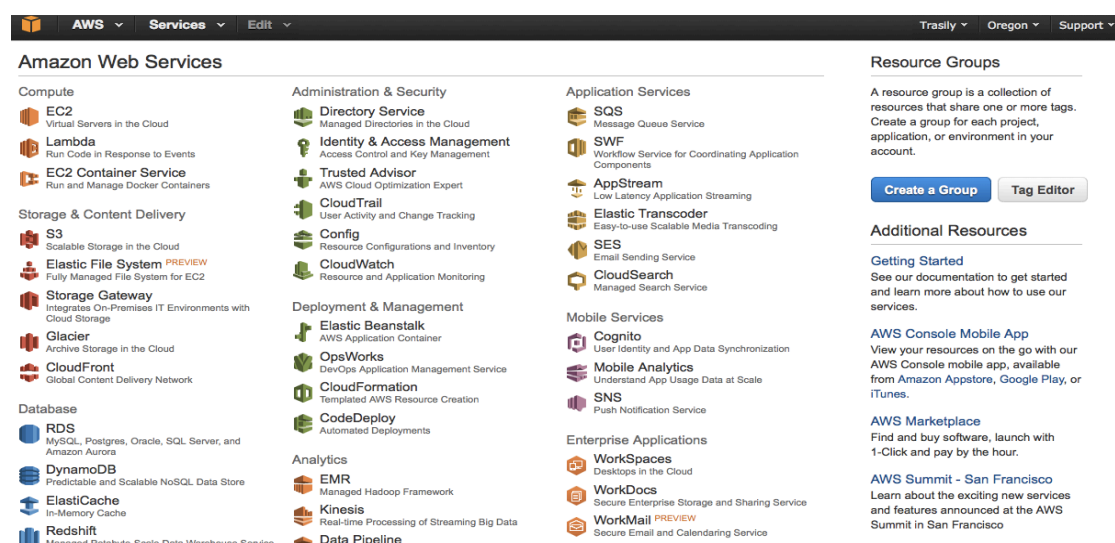 AWS Services Edit Trasily Oregon Support
Amazon Web Services
Compute
EC2
Virtual Servers in the Cloud
Lambda
Run Code in Response to Events
EC2 Container Service
Run and Manage Docker Containers
Storage & Content Delivery
S3
Scalable Storage in the Cloud
Elastic File System PREVIEW
Fully Managed File System for EC2
Storage Gateway
Integrates On-Premises IT Environments with
Cloud Storage
Glacier
Archive Storage in the Cloud
CloudFront
Global Content Delivery Network
Database
RDS
MySQL, Postgres, Oracle, SQL Server, and
Amazon Aurora
DynamoDB
Predictable and Scalable NoSQL Data Store
ElastiCache
In-Memory Cache
Redshift
Managed Petabyte-Scale Data Warehouse Service
Administration & Security
Directory Service
Managed Directories in the Cloud
Identity & Access Management
Access Control and Key Management
Trusted Advisor
AWS Cloud Optimization Expert
CloudTrail
User Activity and Change Tracking
Config
Resource Configurations and Inventory
CloudWatch
Resource and Application Monitoring
Deployment & Management
Elastic Beanstalk
AWS Application Container
OpsWorks
DevOps Application Management Service
CloudFormation
Templated AWS Resource Creation
CodeDeploy
Automated Deployments
Analytics
EMR
Managed Hadoop Framework
Kinesis
Real-time Processing of Streaming Big Data
Data Pipeline
Application Services
SQS
Message Queue Service
SWF
Workflow Service for Coordinating Application
Components
AppStream
Low Latency Application Streaming
Elastic Transcoder
Easy-to-use Scalable Media Transcoding
SES
Email Sending Service
CloudSearch
Managed Search Service
Mobile Services
Cognito
User Identity and App Data Synchronization
Mobile Analytics
Understand App Usage Data at Scale
SNS
Push Notification Service
Enterprise Applications
WorkSpaces
Desktops in the Cloud
WorkDocs
Secure Enterprise Storage and Sharing Service
WorkMail PREVIEW
Secure Email and Calendaring Service
Resource Groups
A resource group is a collection of
resources that share one or more tags.
Create a group for each project,
application, or environment in your
account.
Create a Group Tag Editor
Additional Resources
Getting Started
See our documentation to get started
and learn more about how to use our
services.
AWS Console Mobile App
View your resources on the go with our
AWS Console mobile app, available
from Amazon Appstore, Google Play, or
iTunes.
AWS Marketplace
Find and buy software, launch with
1-Click and pay by the hour.
AWS Summit - San Francisco
Learn about the exciting new services
and features announced at the AWS
Summit in San Francisco